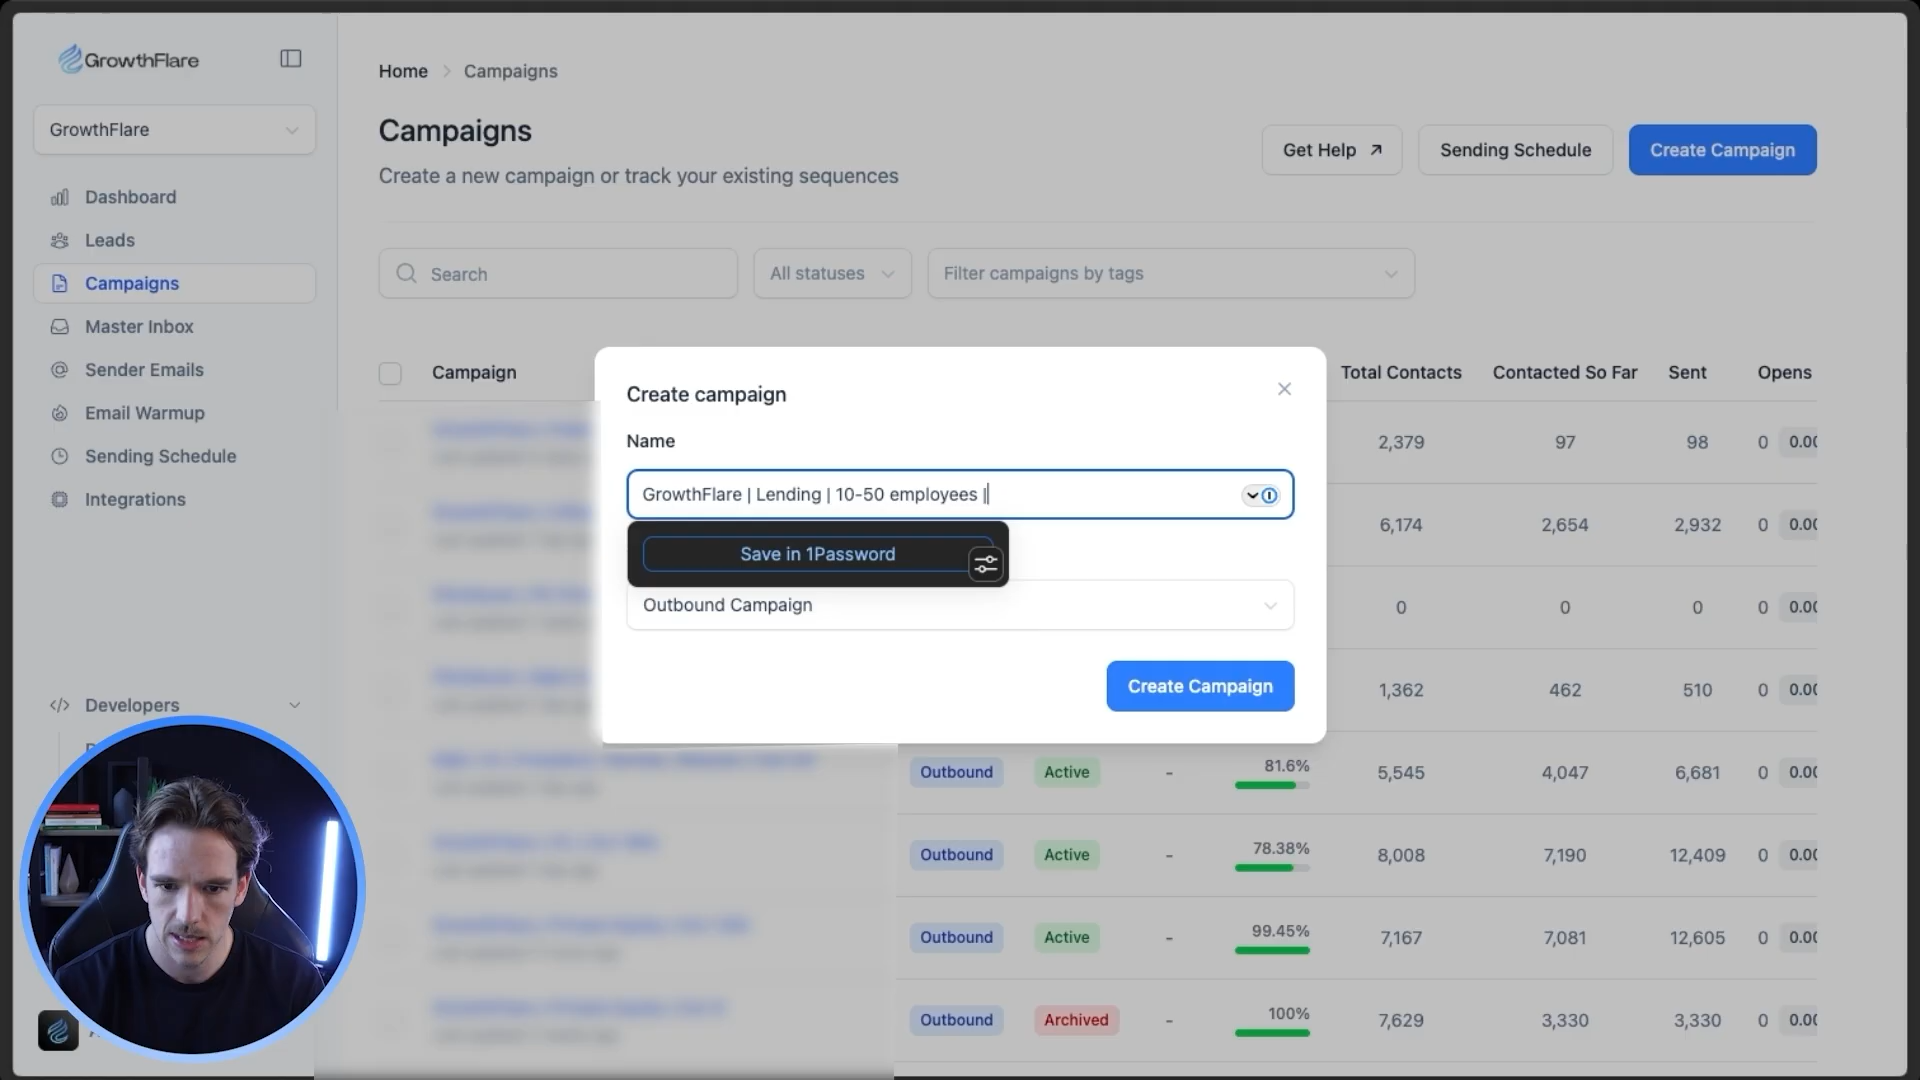 GrowthFlare
GrowthFlare
Dashboard
Leads
Campaigns
Master Inbox
Sender Emails
Email Warmup
Sending Schedule
Integrations
Developers
Home > Campaigns
Campaigns
Create a new campaign or track your existing sequences
Get Help
Sending Schedule
Create Campaign
Search
All statuses
Filter campaigns by tags
Campaign Total Contacts Contacted So Far Sent Opens
Create campaign
Name
GrowthFlare | Lending | 10-50 employees |
Save in 1Password
Outbound Campaign
Create Campaign
2,379 97 98 0 0.00
6,174 2,654 2,932 0 0.00
0 0 0 0 0.00
1,362 462 510 0 0.00
Outbound Active - 81.6% 5,545 4,047 6,681 0 0.00
Outbound Active - 78.38% 8,008 7,190 12,409 0 0.00
Outbound Active - 99.45% 7,167 7,081 12,605 0 0.00
Outbound Archived - 100% 7,629 3,330 3,330 0 0.00